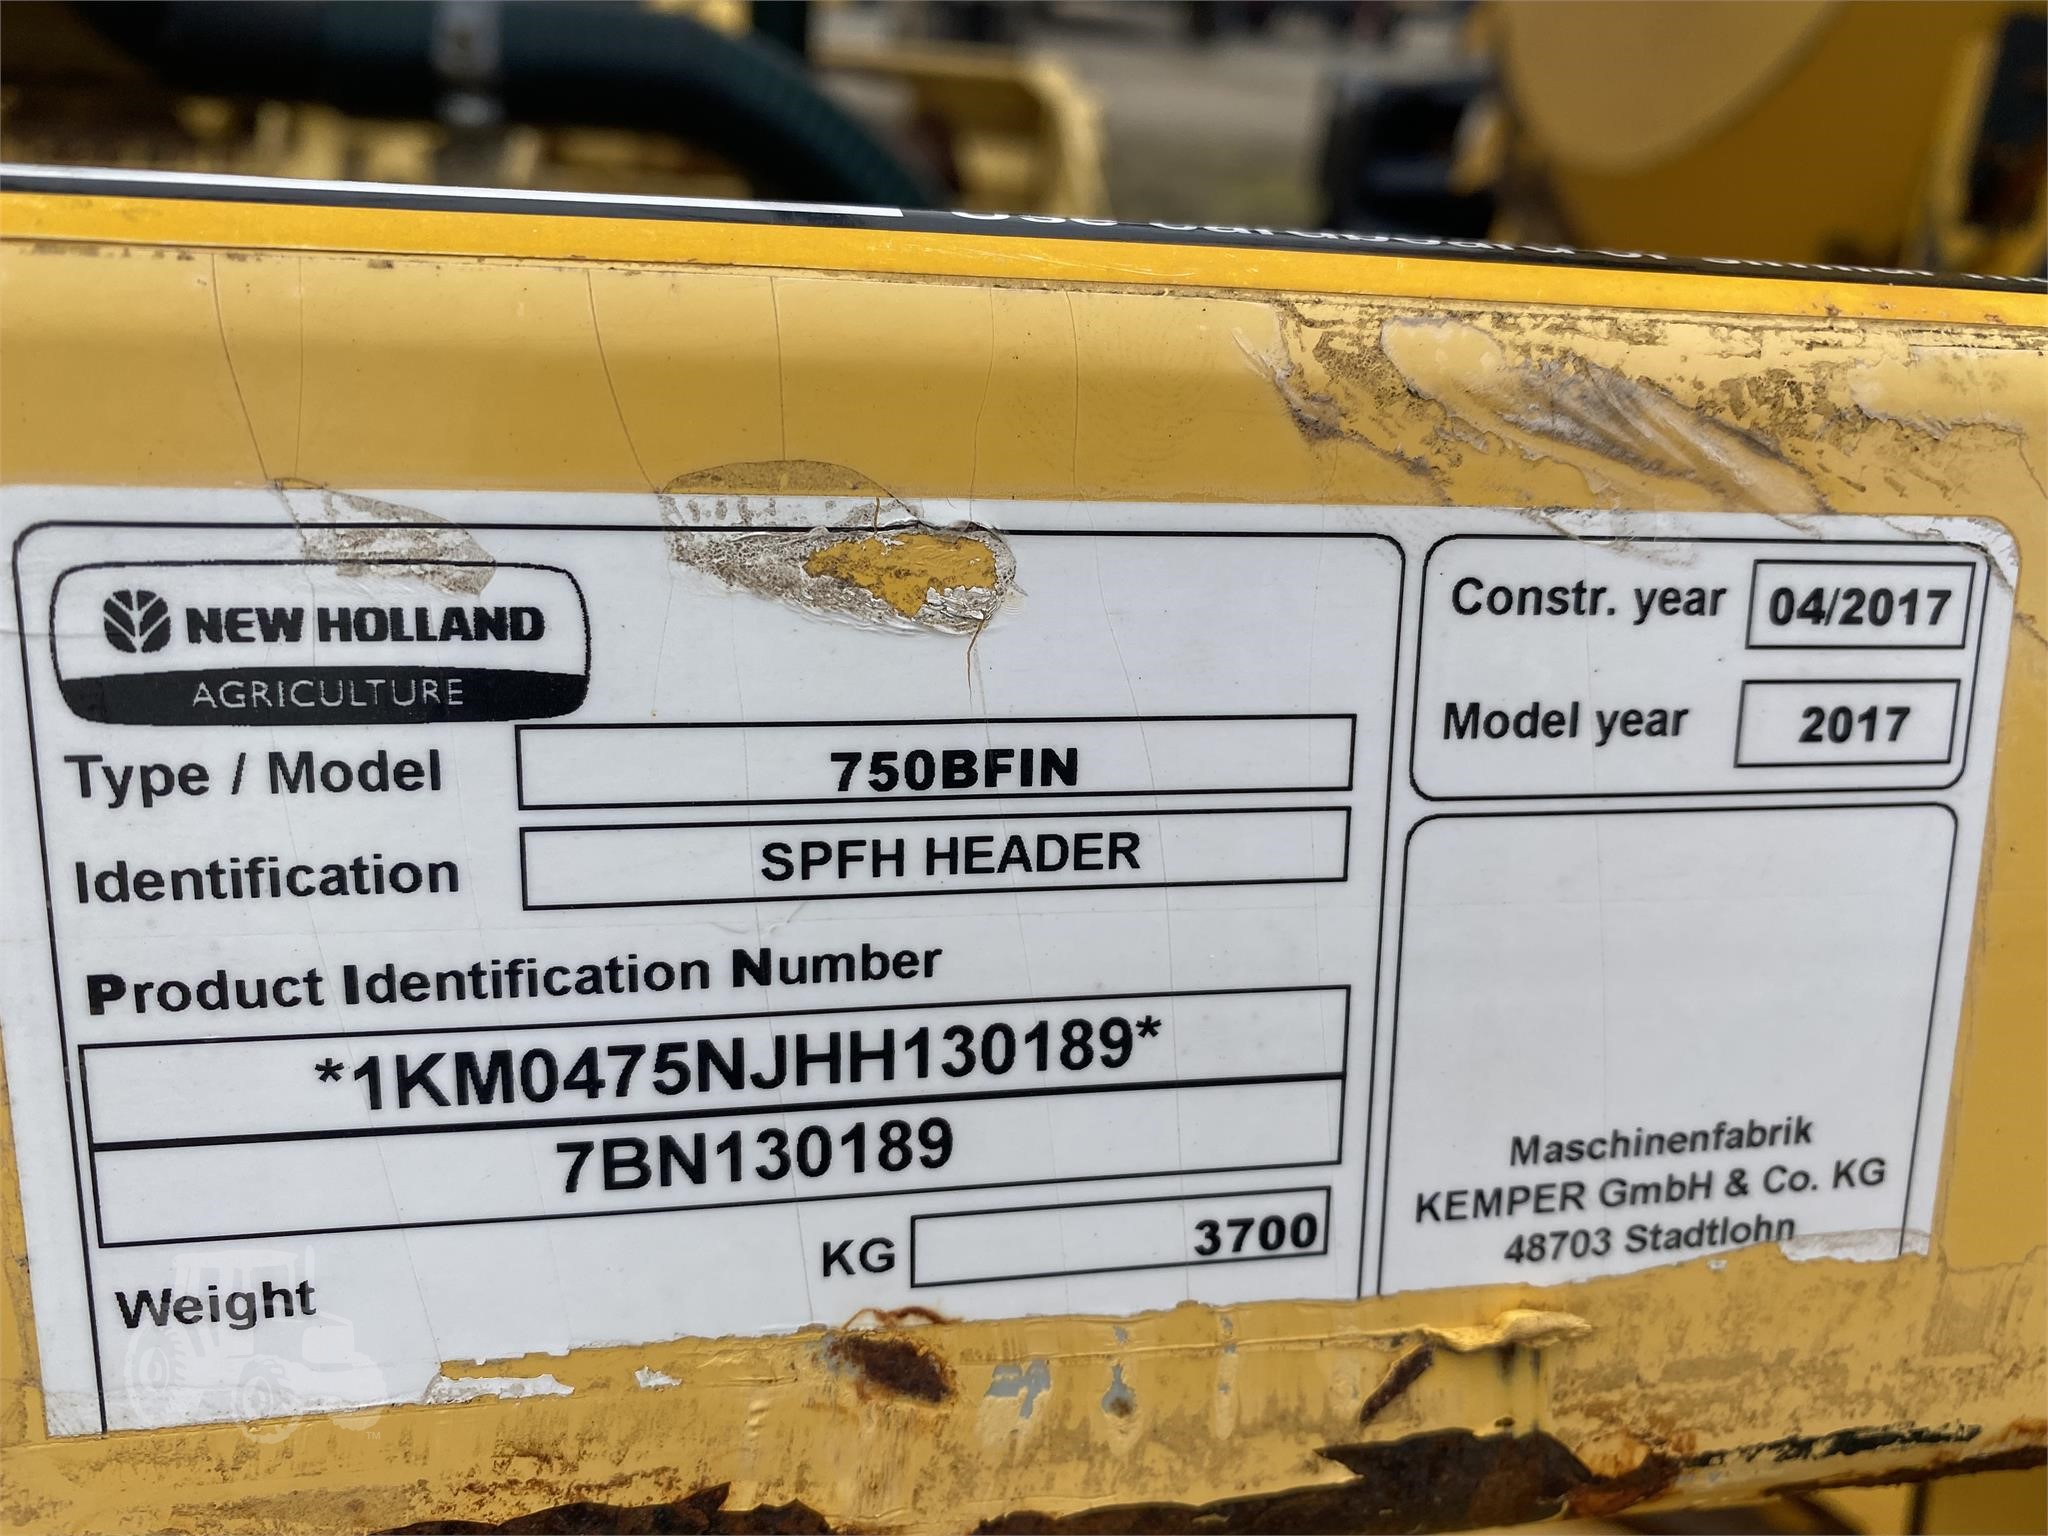 NEW HOLLAND
AGRICULTURE
Type / Model 750BFIN
Identification SPFH HEADER
Product Identification Number
*1KM0475NJHH130189*
7BN130189
Weight KG 3700
Constr. year 04/2017
Model year 2017
Maschinenfabrik
KEMPER GmbH & Co. KG
48703 Stadtlohn
TM